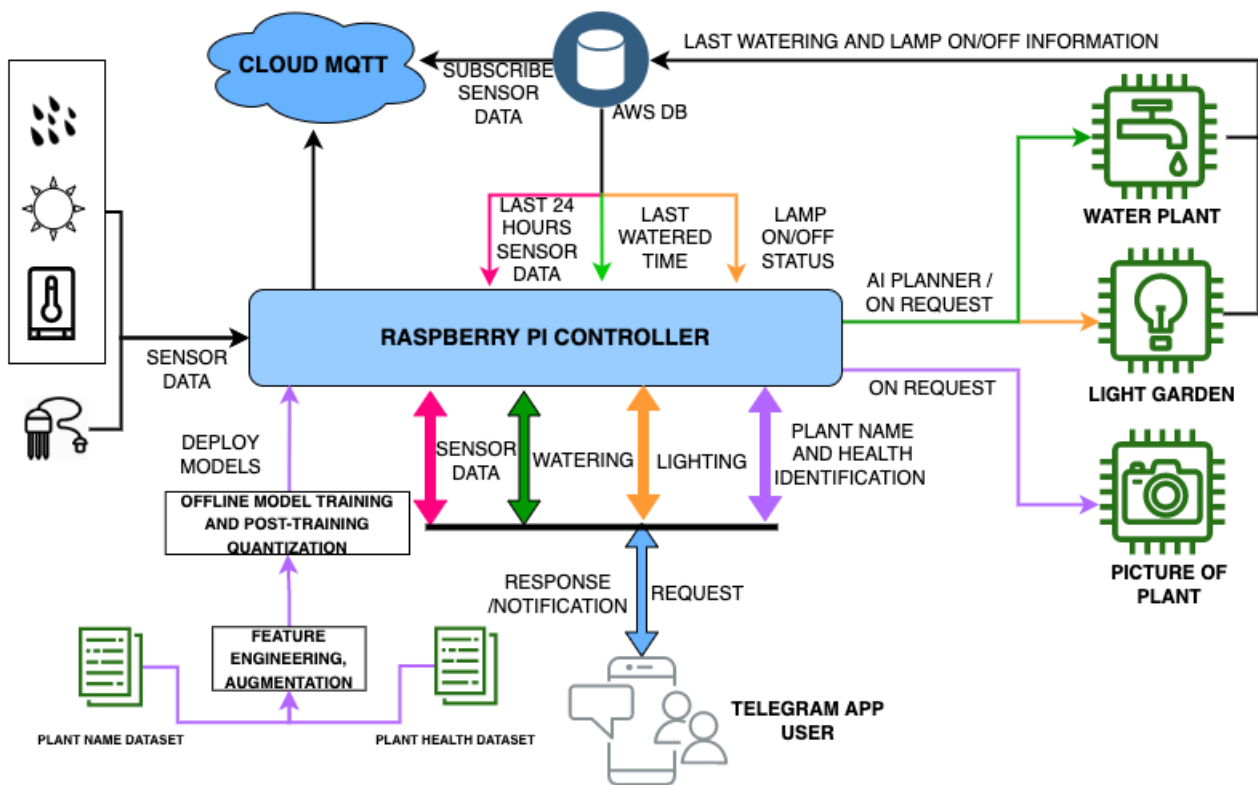 CLOUD MQTT
SUBSCRIBE
SENSOR
DATA
AWS DB
LAST WATERING AND LAMP ON/OFF INFORMATION
WATER PLANT
LAST 24
HOURS
SENSOR
DATA
LAST
WATERED
TIME
LAMP
ON/OFF
STATUS
AI PLANNER /
ON REQUEST
RASPBERRY PI CONTROLLER
SENSOR
DATA
LIGHT GARDEN
ON REQUEST
DEPLOY
MODELS
SENSOR
DATA
WATERING
LIGHTING
PLANT NAME
AND HEALTH
IDENTIFICATION
OFFLINE MODEL TRAINING
AND POST-TRAINING
QUANTIZATION
PICTURE OF
PLANT
RESPONSE
/NOTIFICATION
REQUEST
FEATURE
ENGINEERING,
AUGMENTATION
PLANT NAME DATASET
PLANT HEALTH DATASET
TELEGRAM APP
USER